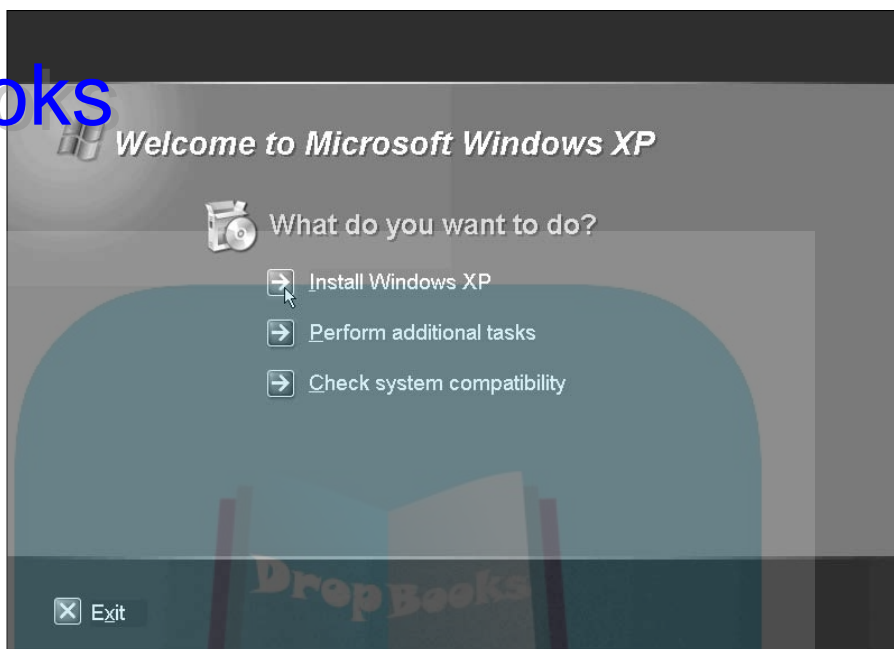 oks
Welcome to Microsoft Windows XP
What do you want to do?
Install Windows XP
Perform additional tasks
Check system compatibility
DropBooks
Exit